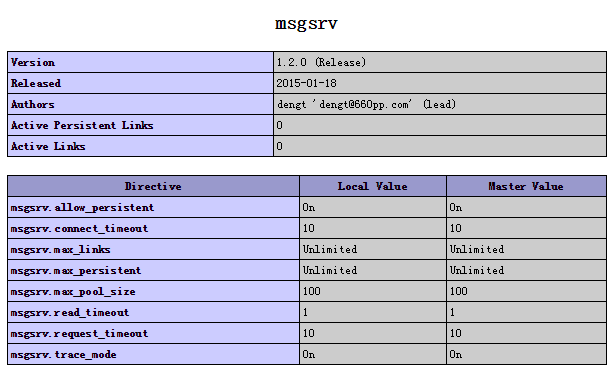 msgsrv
Version 1.2.0 (Release)
Released 2015-01-18
Authors dengt 'dengt@660pp.com' (lead)
Active Persistent Links 0
Active Links 0
Directive Local Value Master Value
msgsrv.allow_persistent On On
msgsrv.connect_timeout 10 10
msgsrv.max_links Unlimited Unlimited
msgsrv.max_persistent Unlimited Unlimited
msgsrv.max_pool_size 100 100
msgsrv.read_timeout 1 1
msgsrv.request_timeout 10 10
msgsrv.trace_mode On On